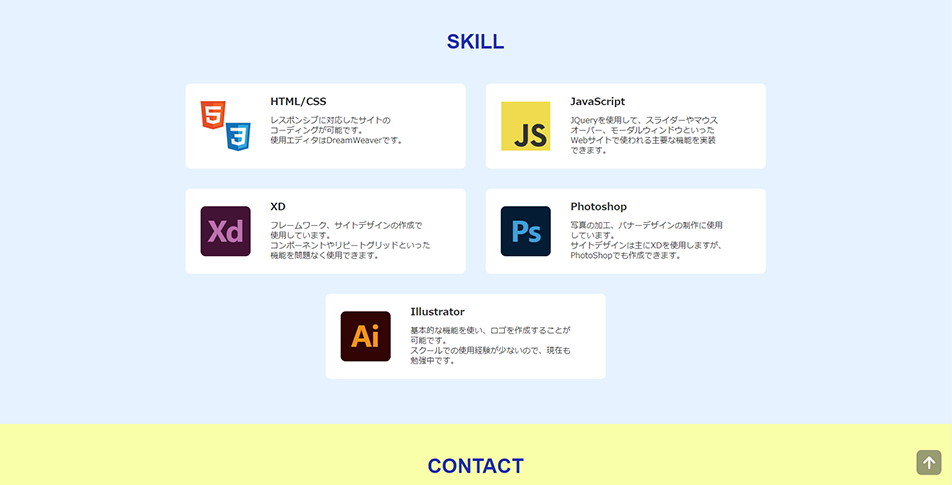 SKILL
5
3
HTML/CSS
レスポンシブに対応したサイトの
コーディングが可能です。
使用エディタはDreamWeaverです。
JS
JavaScript
JQueryを使用して、スライダーやマウス
オーバー、モーダルウィンドウといった
Webサイトで使われる主要な機能を実装
できます。
Xd
XD
フレームワーク、サイトデザインの作成で
使用しています。
コンポーネントやリピートグリッドといった
機能を問題なく使用できます。
Ps
Photoshop
写真の加工、バナーデザインの制作に使用
しています。
サイトデザインは主にXDを使用しますが、
PhotoShopでも作成できます。
Ai
Illustrator
基本的な機能を使い、ロゴを作成することが
可能です。
スクールでの使用経験が少ないので、現在も
勉強中です。
CONTACT